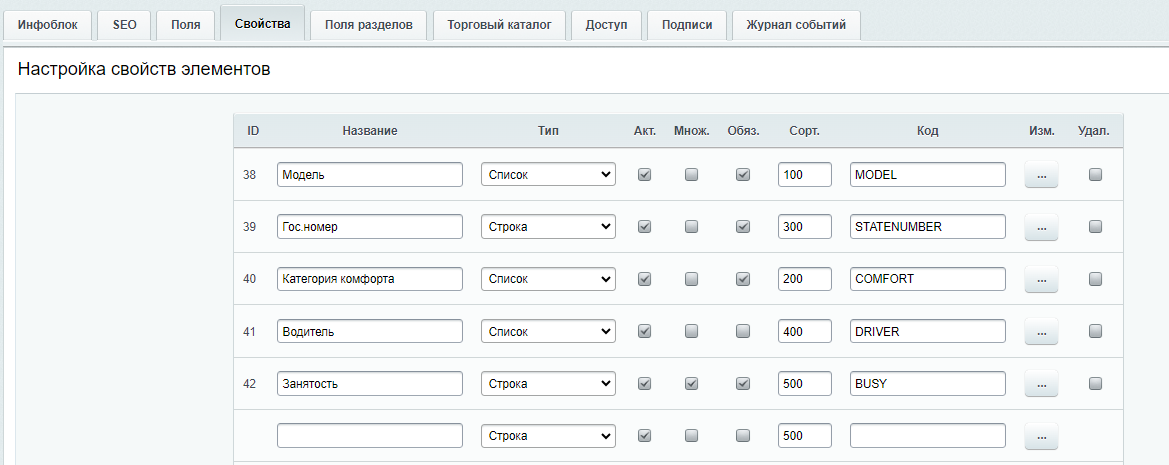 Инфоблок SEO Поля Свойства Поля разделов Торговый каталог Доступ Подписи Журнал событий
Настройка свойств элементов
ID Название Тип Акт. Множ. Обяз. Сорт. Код Изм. Удал.
38 Модель Список 100 MODEL ...
39 Гос.номер Строка 300 STATENUMBER ...
40 Категория комфорта Список 200 COMFORT ...
41 Водитель Список 400 DRIVER ...
42 Занятость Строка 500 BUSY ...
Строка 500 ...